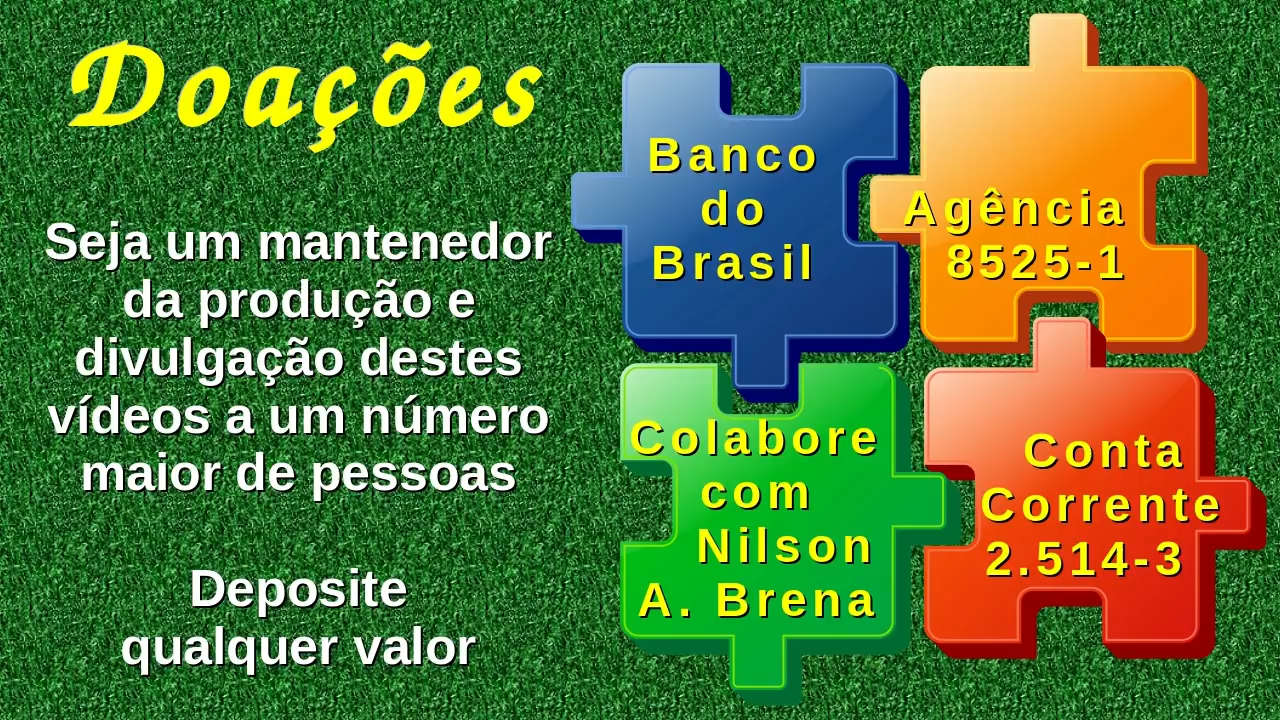 Doações
Seja um mantenedor
da produção e
divulgação destes
vídeos a um número
maior de pessoas
Deposite
qualquer valor
Banco
do
Brasil
Agência
8525-1
Colabore
com
Nilson
A. Brena
Conta
Corrente
2.514-3